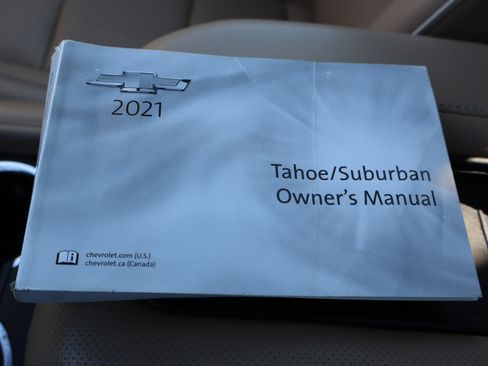 2021
Tahoe/Suburban
Owner's Manual
chevrolet.com (U.S.)
chevrolet.ca (Canada)